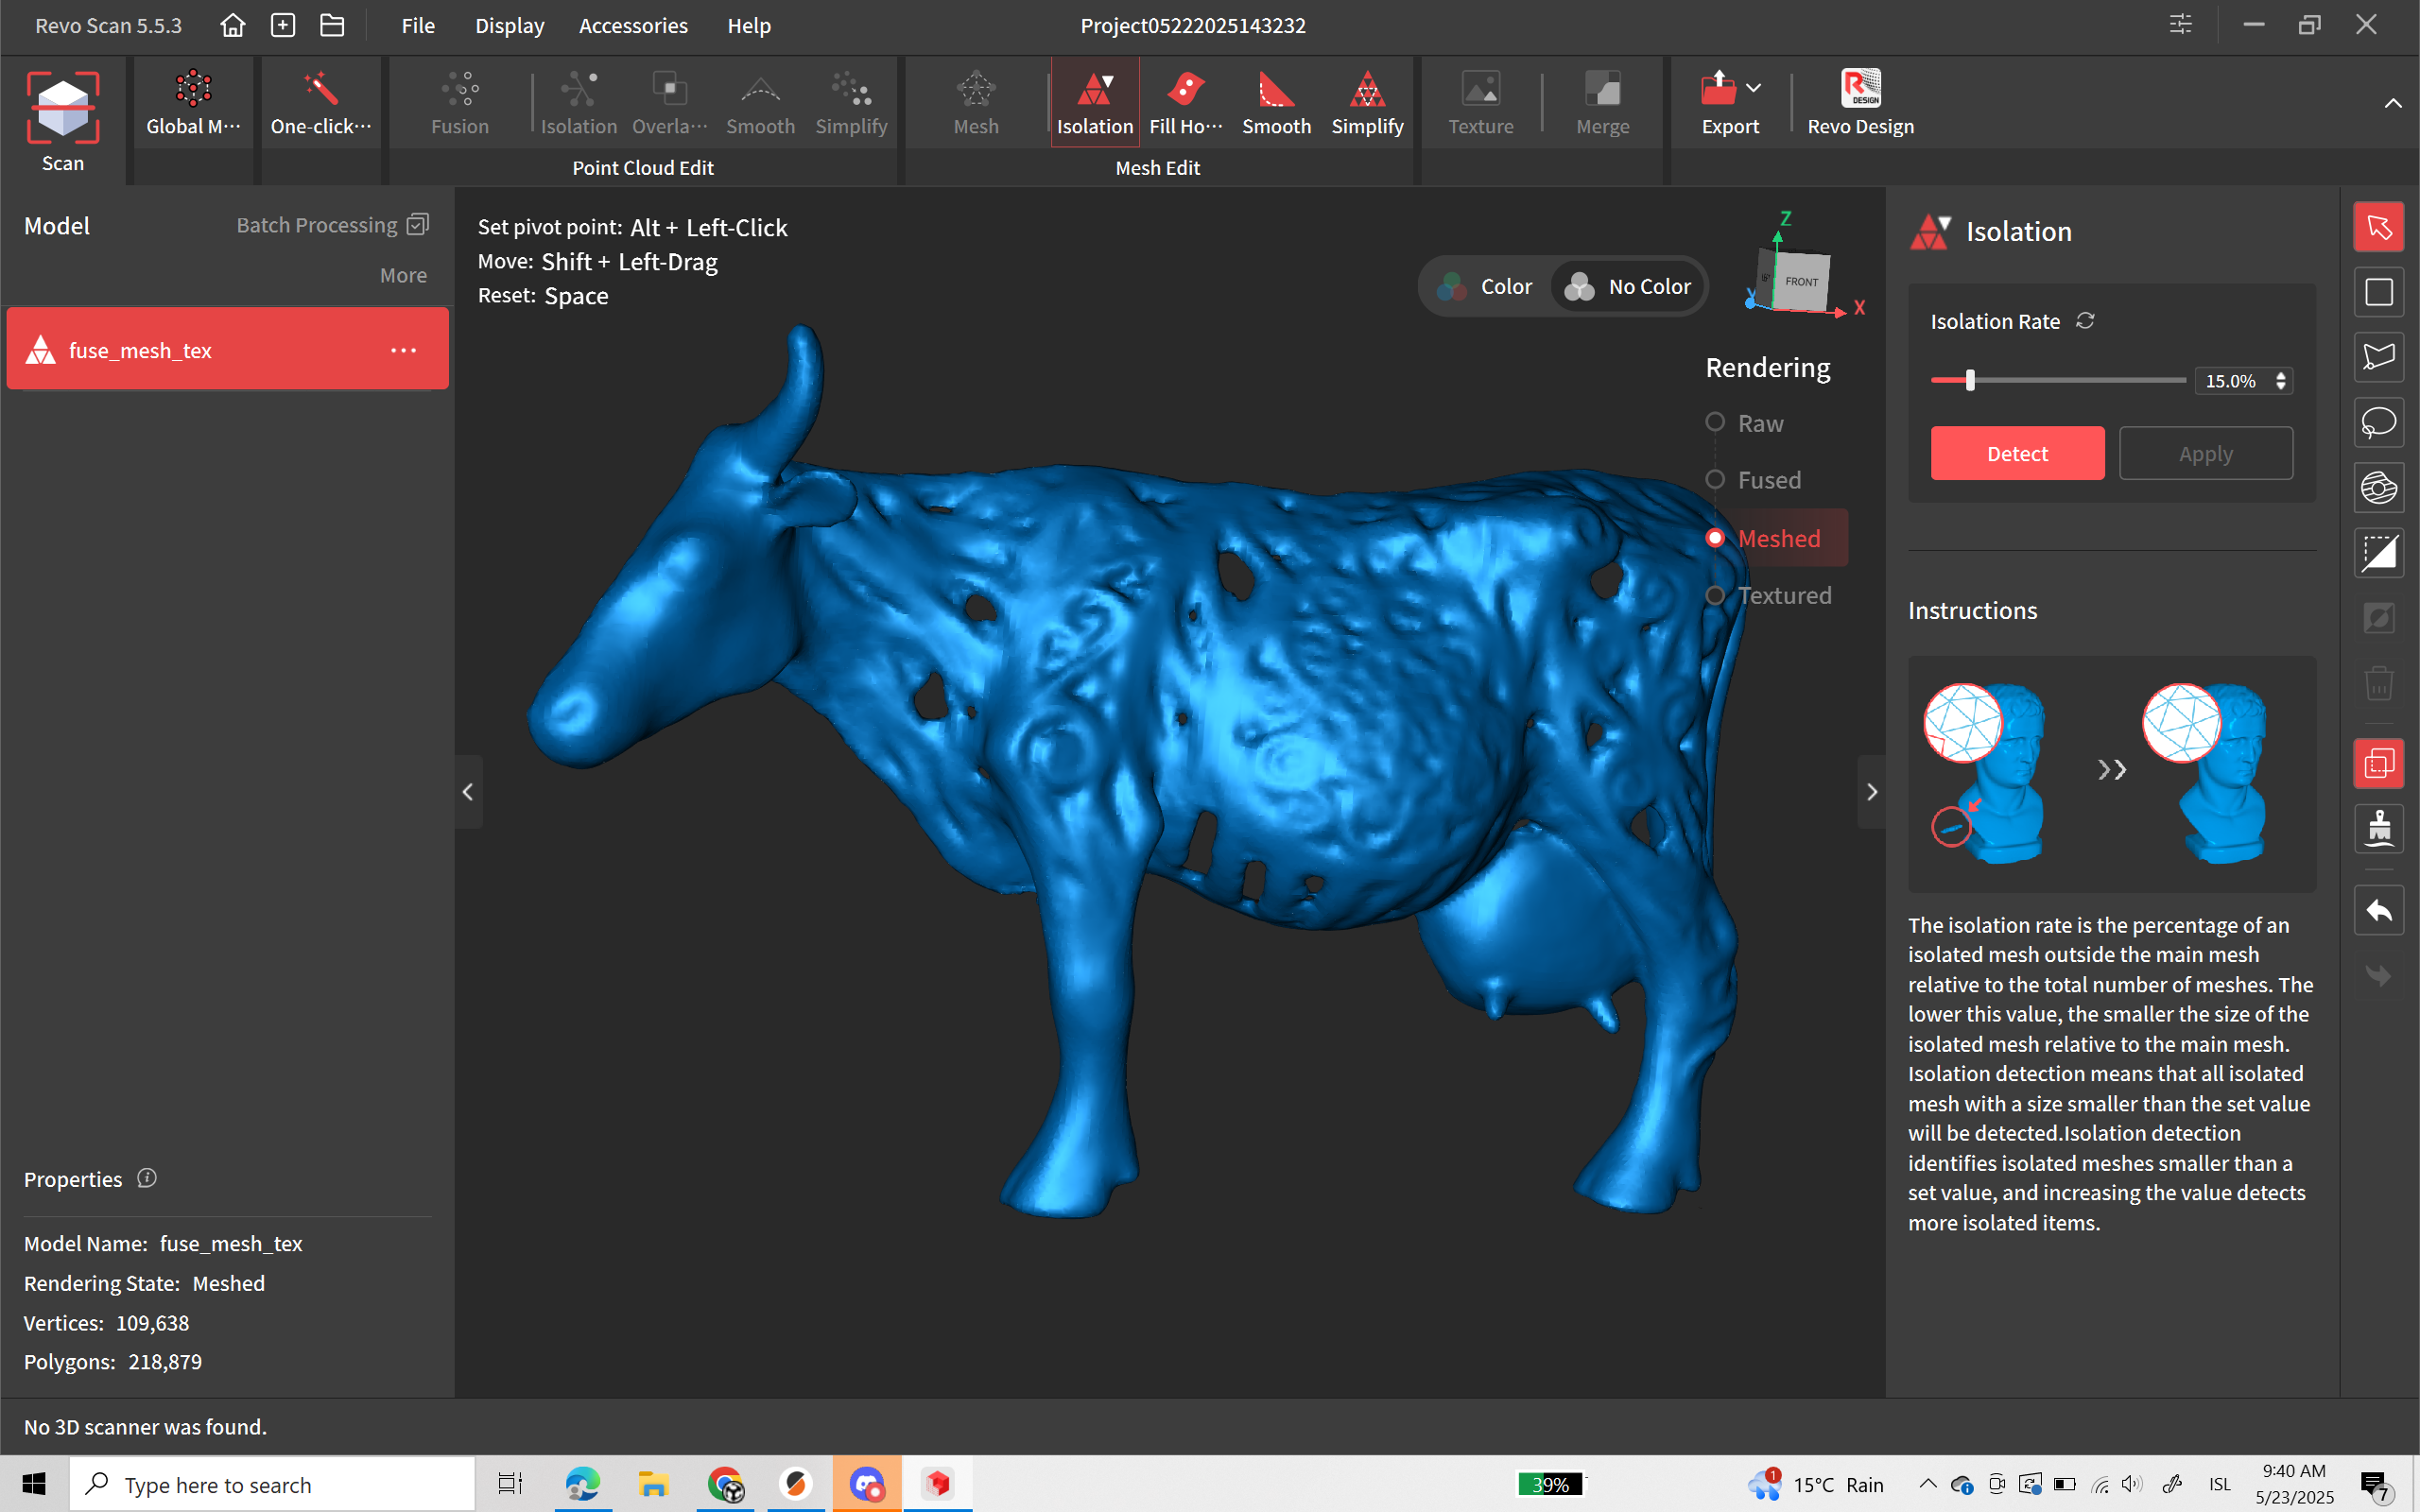 Revo Scan 5.5.3
File
Display
Accessories
Help
Project05222025143232
Scan
Global M···
One-click···
Fusion
Isolation
Overla···
Smooth
Simplify
Point Cloud Edit
Mesh
Isolation
Fill Ho···
Smooth
Simplify
Mesh Edit
Texture
Merge
Export
R DESIGN
Revo Design
Model
Batch Processing
More
fuse_mesh_tex
Set pivot point: Alt + Left-Click
Move: Shift + Left-Drag
Reset: Space
Color
No Color
Z
FRONT
X
Rendering
Raw
Fused
Meshed
Textured
Isolation
Isolation Rate
15.0%
Detect
Apply
Instructions
The isolation rate is the percentage of an
isolated mesh outside the main mesh
relative to the total number of meshes. The
lower this value, the smaller the size of the
isolated mesh relative to the main mesh.
Isolation detection means that all isolated
mesh with a size smaller than the set value
will be detected.Isolation detection
identifies isolated meshes smaller than a
set value, and increasing the value detects
more isolated items.
Properties
Model Name: fuse_mesh_tex
Rendering State: Meshed
Vertices: 109,638
Polygons: 218,879
No 3D scanner was found.
Type here to search
39%
1
15°C Rain
ISL
9:40 AM
5/23/2025
7